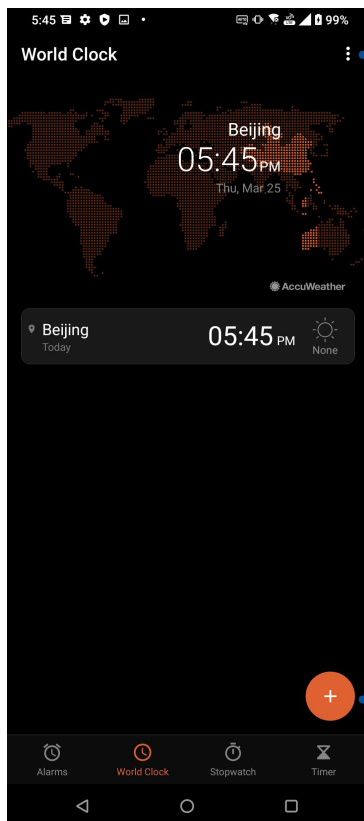 5:45
99%
World Clock
Beijing
05:45PM
Thu, Mar 25
AccuWeather
Beijing
Today
05:45 PM
None
+
Alarms
World Clock
Stopwatch
Timer